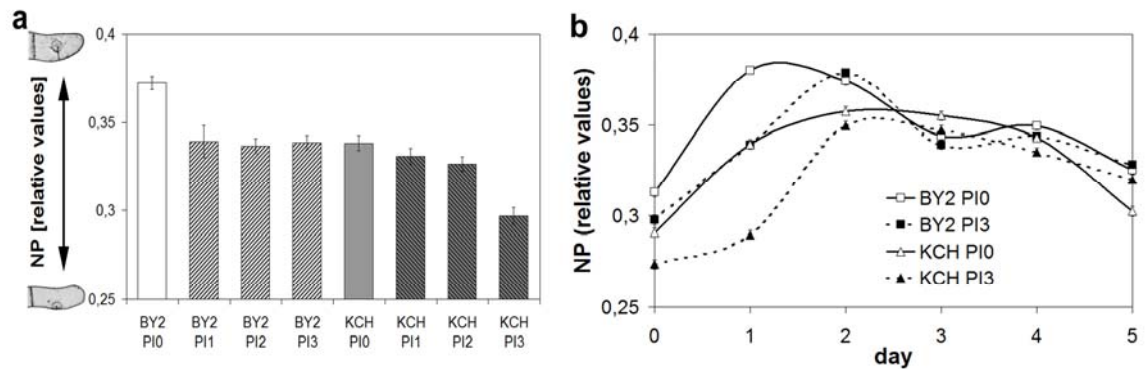 a
NP [relative values]
0,4
0,35
0,3
0,25
BY2 PI0
BY2 PI1
BY2 PI2
BY2 PI3
KCH PI0
KCH PI1
KCH PI2
KCH PI3
b
NP (relative values)
0,4
0,35
0,3
0,25
BY2 PI0
BY2 PI3
KCH PI0
KCH PI3
0 1 2 3 4 5
day